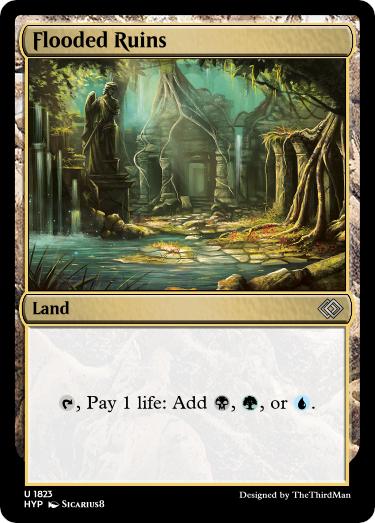 Flooded Ruins
Land
, Pay 1 life: Add , , or .
U 1823
HYP Sicarius8
Designed by TheThirdMan